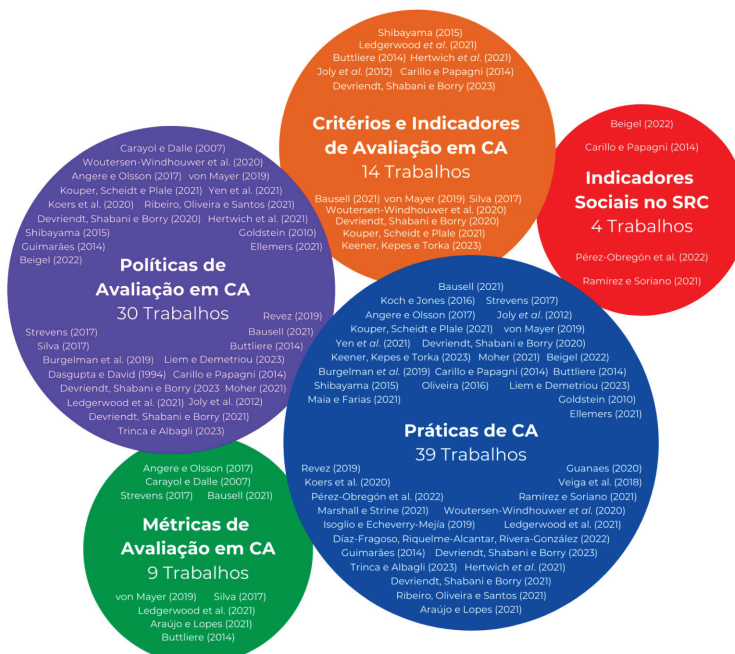 Shibayama (2015)
Ledgerwood et al. (2021)
Buttliere (2014) Hertwich et al. (2021)
Joly et al. (2012) Carillo e Papagni (2014)
Devriendt, Shabani e Borry (2023)
Critérios e Indicadores
de Avaliação em CA
14 Trabalhos
Bausell (2021) von Mayer (2019) Silva (2017)
Woutersen-Windhouwer et al. (2020)
Devriendt, Shabani e Borry (2020)
Kouper, Scheidt e Plale (2021)
Keener, Kepes e Torka (2023)
Beigel (2022)
Carillo e Papagni (2014)
Indicadores
Sociais no SRC
4 Trabalhos
Pérez-Obregón et al. (2022)
Ramírez e Soriano (2021)
Carayol e Dalle (2007)
Woutersen-Windhouwer et al. (2020)
Angere e Olsson (2017) von Mayer (2019)
Kouper, Scheidt e Plale (2021) Yen et al. (2021)
Koers et al. (2020) Ribeiro, Oliveira e Santos (2021)
Devriendt, Shabani e Borry (2020) Hertwich et al. (2021)
Shibayama (2015) Goldstein (2010)
Guimarães (2014) Ellemers (2021)
Beigel (2022)
Políticas de
Avaliação em CA
30 Trabalhos
Revez (2019)
Strevens (2017) Bausell (2021)
Silva (2017) Buttliere (2014)
Burgelman et al. (2019) Liem e Demetriou (2023)
Dasgupta e David (1994) Carillo e Papagni (2014)
Devriendt, Shabani e Borry (2023 Moher (2021)
Ledgerwood et al. (2021) Joly et al. (2012)
Devriendt, Shabani e Borry (2021)
Trinca e Albagli (2023)
Bausell (2021)
Koch e Jones (2016) Strevens (2017)
Angere e Olsson (2017) Joly et al. (2012)
Kouper, Scheidt e Plale (2021) von Mayer (2019)
Yen et al. (2021) Devriendt, Shabani e Borry (2020)
Keener, Kepes e Torka (2023) Moher (2021) Beigel (2022)
Burgelman et al. (2019) Carillo e Papagni (2014) Buttliere (2014)
Shibayama (2015) Oliveira (2016) Liem e Demetriou (2023)
Maia e Farias (2021) Goldstein (2010)
Ellemers (2021)
Práticas de CA
39 Trabalhos
Revez (2019) Guanaes (2020)
Koers et al. (2020) Veiga et al. (2018)
Pérez-Obregón et al. (2022) Ramírez e Soriano (2021)
Marshall e Strine (2021) Woutersen-Windhouwer et al. (2020)
Isoglio e Echeverry-Mejía (2019) Ledgerwood et al. (2021)
Díaz-Fragoso, Riquelme-Alcantar, Rivera-González (2022)
Guimarães (2014) Devriendt, Shabani e Borry (2023)
Trinca e Albagli (2023) Hertwich et al. (2021)
Devriendt, Shabani e Borry (2021)
Ribeiro, Oliveira e Santos (2021)
Araújo e Lopes (2021)
Angere e Olsson (2017)
Carayol e Dalle (2007)
Strevens (2017) Bausell (2021)
Métricas de
Avaliação em CA
9 Trabalhos
von Mayer (2019) Silva (2017)
Ledgerwood et al. (2021)
Araújo e Lopes (2021)
Buttliere (2014)